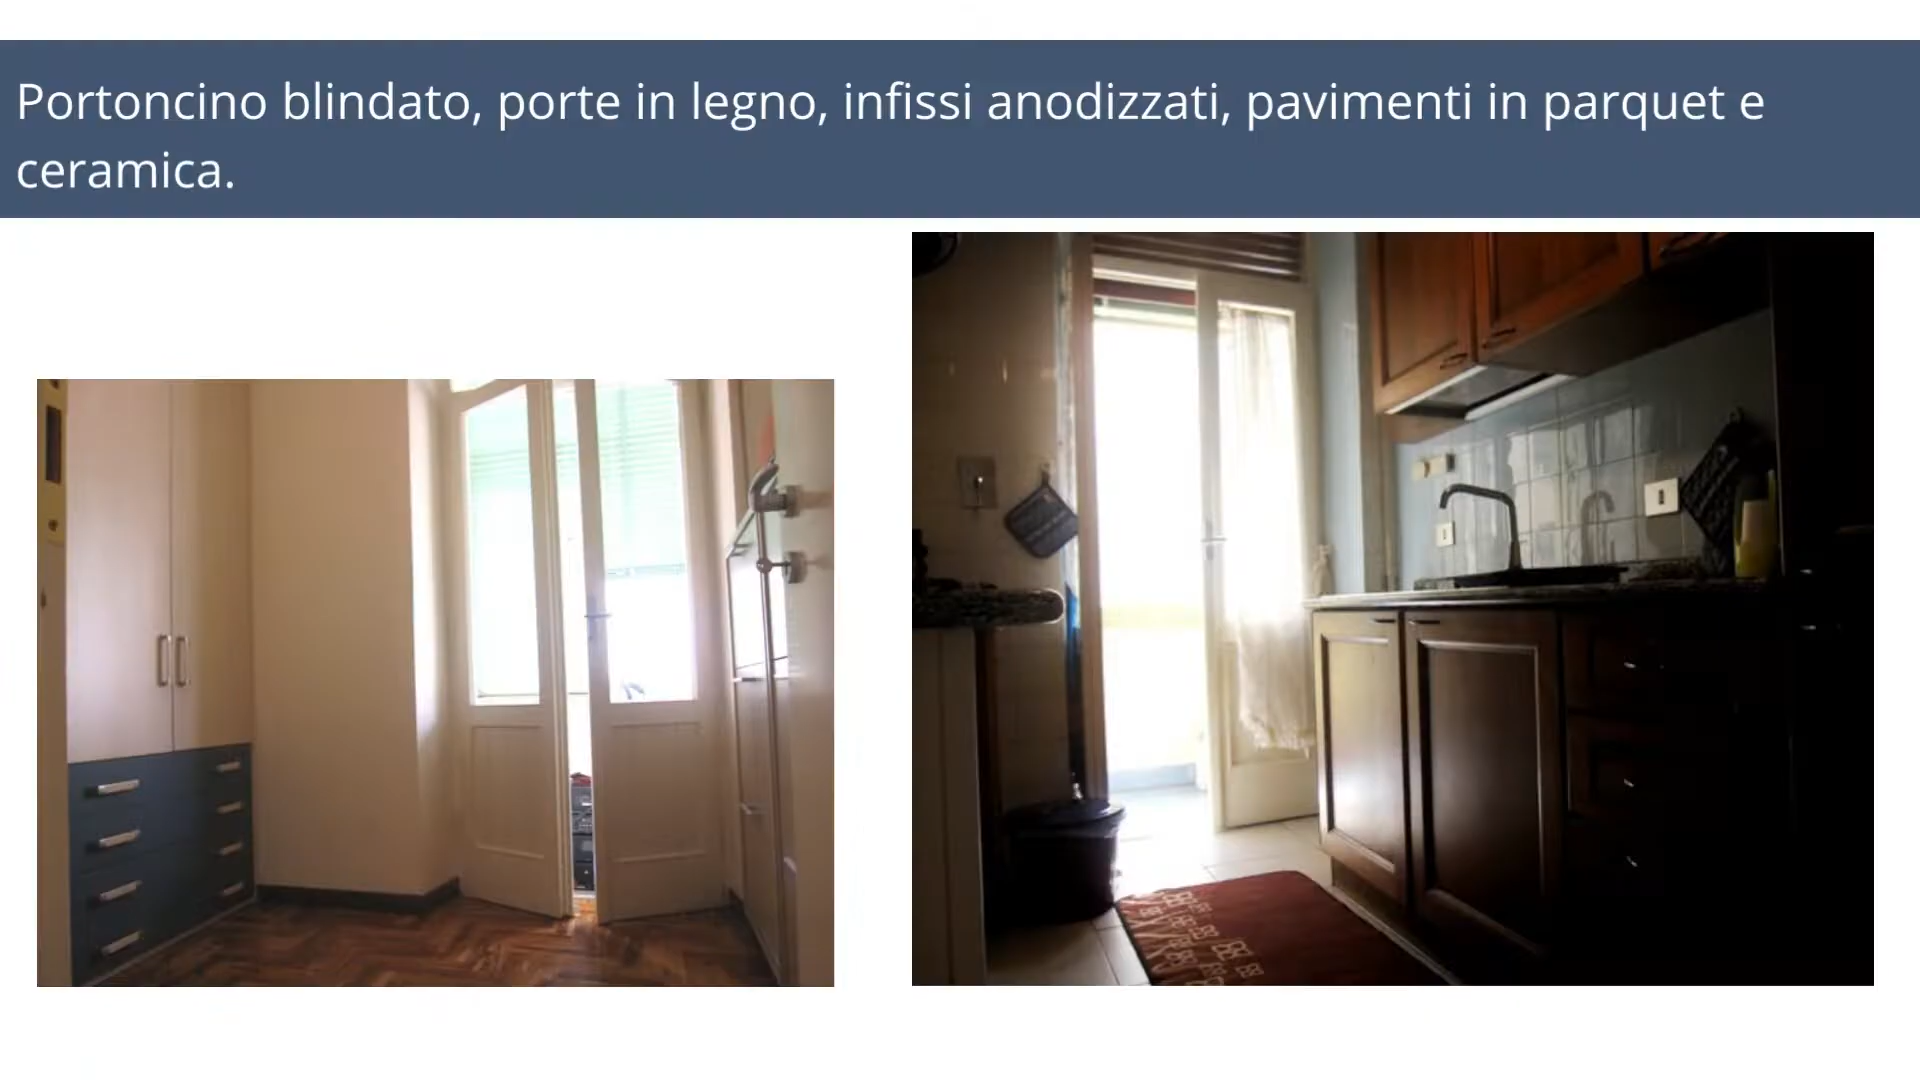 Portoncino blindato, porte in legno, infissi anodizzati, pavimenti in parquet e
ceramica.